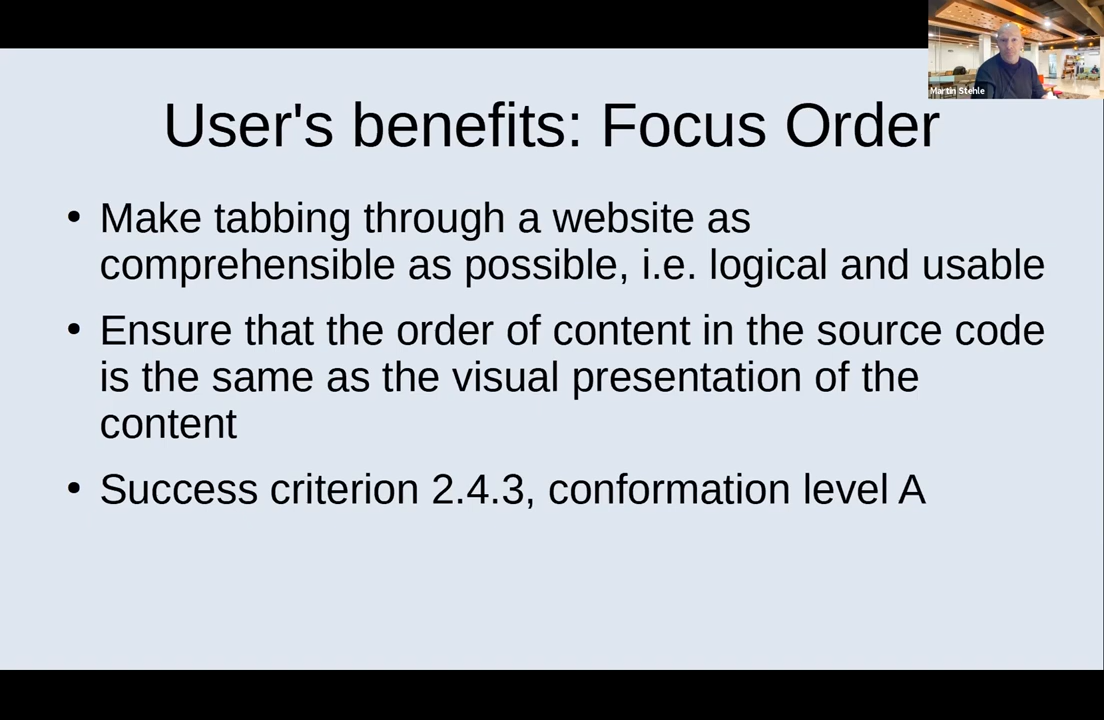 Martin Stehle
User's benefits: Focus Order
• Make tabbing through a website as
comprehensible as possible, i.e. logical and usable
• Ensure that the order of content in the source code
is the same as the visual presentation of the
content
• Success criterion 2.4.3, conformation level A